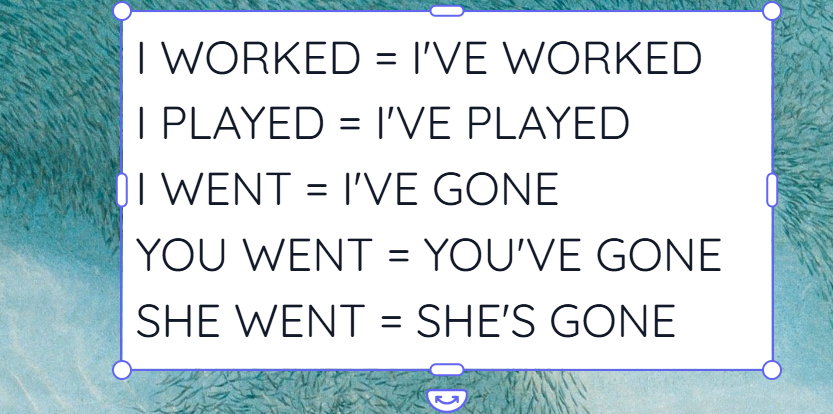 I WORKED = I'VE WORKED
I PLAYED = I'VE PLAYED
I WENT = I'VE GONE
YOU WENT = YOU'VE GONE
SHE WENT = SHE'S GONE